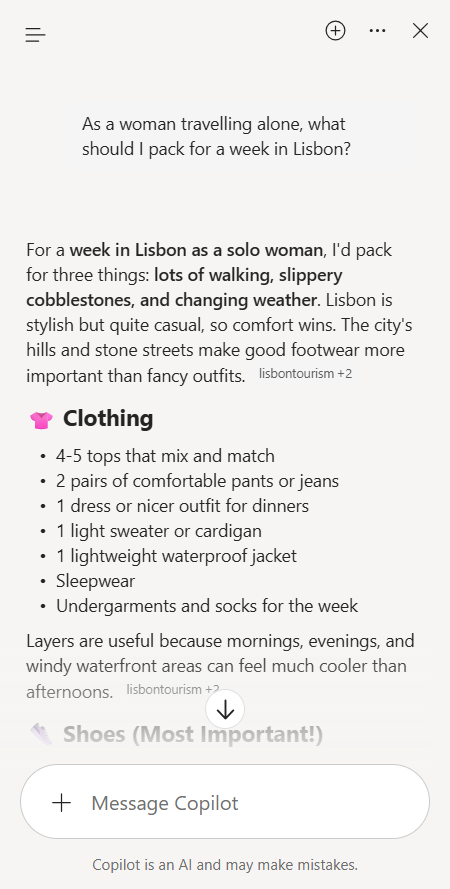 As a woman travelling alone, what
should I pack for a week in Lisbon?
For a week in Lisbon as a solo woman, I'd pack
for three things: lots of walking, slippery
cobblestones, and changing weather. Lisbon is
stylish but quite casual, so comfort wins. The city's
hills and stone streets make good footwear more
important than fancy outfits. lisbontourism +2
Clothing
• 4-5 tops that mix and match
• 2 pairs of comfortable pants or jeans
• 1 dress or nicer outfit for dinners
• 1 light sweater or cardigan
• 1 lightweight waterproof jacket
• Sleepwear
• Undergarments and socks for the week
Layers are useful because mornings, evenings, and
windy waterfront areas can feel much cooler than
afternoons. lisbontourism +2
Shoes (Most Important!)
Message Copilot
Copilot is an AI and may make mistakes.